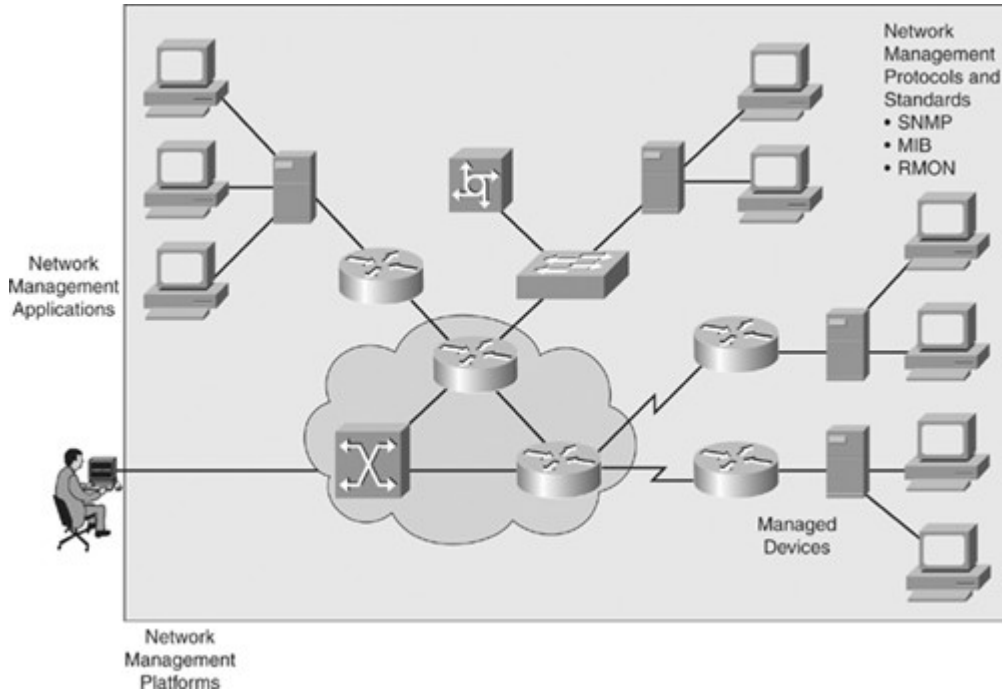 Network
Management
Protocols and
Standards
• SNMP
• MIB
• RMON
Network
Management
Applications
Managed
Devices
Network
Management
Platforms